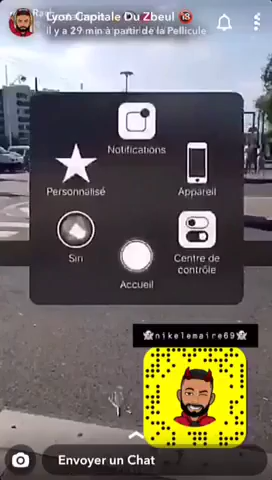 Lyon Capitale Du Zbeul 🔞
il y a 29 min à partir de la Pellicule
Notifications
Personnalisé
Appareil
Siri
Centre de
contrôle
Accueil
nikelemaire69
Envoyer un Chat